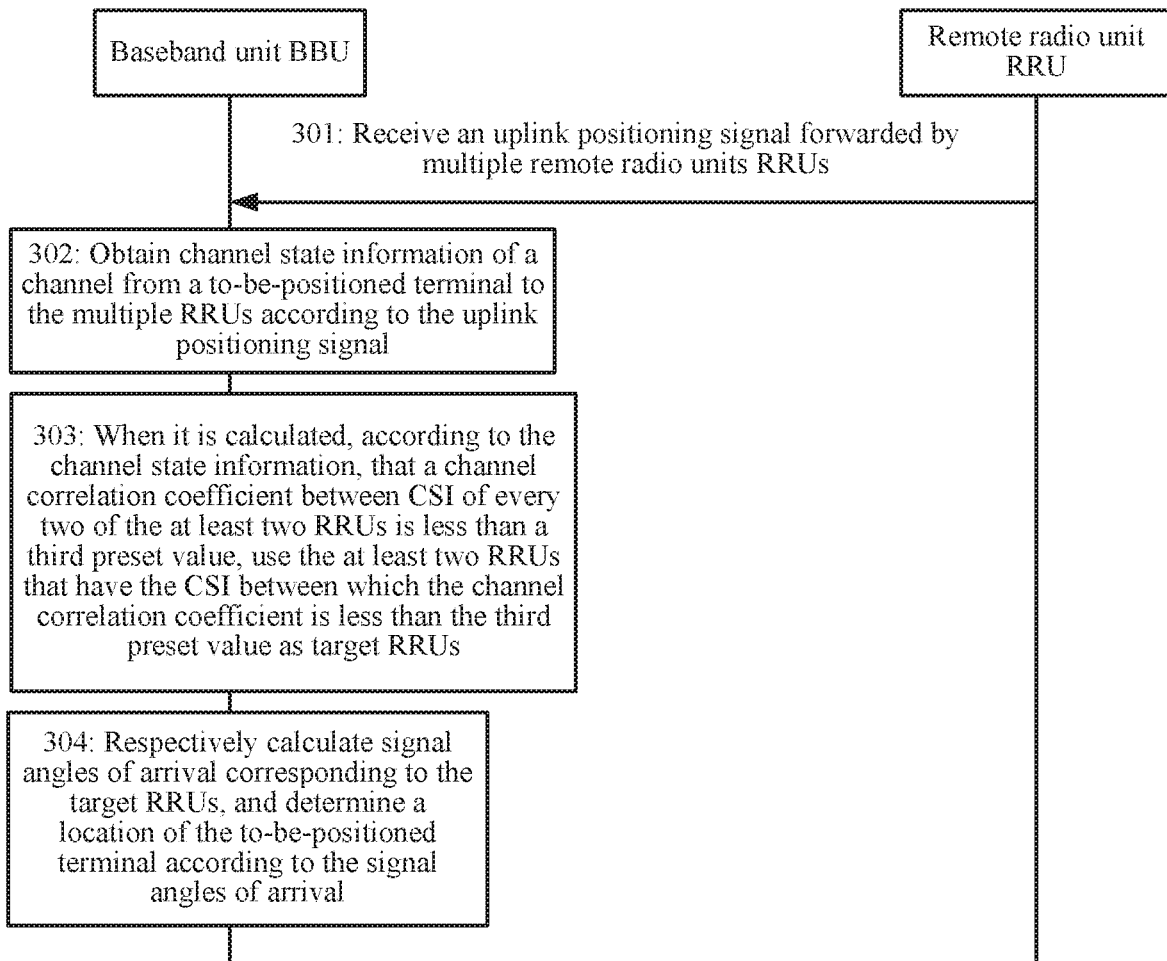 Baseband unit BBU
Remote radio unit
RRU
301: Receive an uplink positioning signal forwarded by
multiple remote radio units RRUs
302: Obtain channel state information of a
channel from a to-be-positioned terminal to
the multiple RRUs according to the uplink
positioning signal
303: When it is calculated, according to the
channel state information, that a channel
correlation coefficient between CSI of every
two of the at least two RRUs is less than a
third preset value, use the at least two RRUs
that have the CSI between which the channel
correlation coefficient is less than the third
preset value as target RRUs
304: Respectively calculate signal
angles of arrival corresponding to the
target RRUs, and determine a
location of the to-be-positioned
terminal according to the signal
angles of arrival